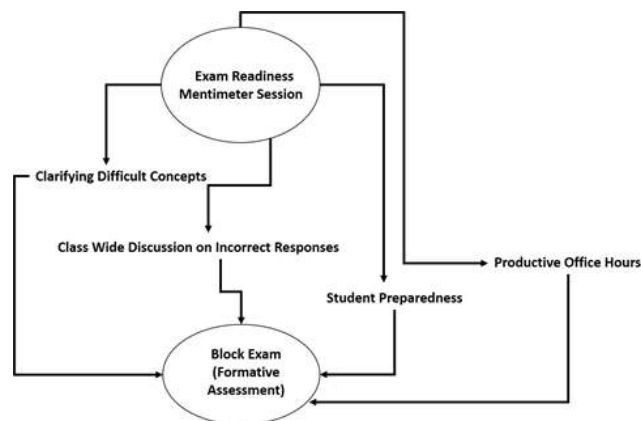 Exam Readiness
Mentimeter Session
Clarifying Difficult Concepts
Class Wide Discussion on Incorrect Responses
Productive Office Hours
Student Preparedness
Block Exam
(Formative
Assessment)